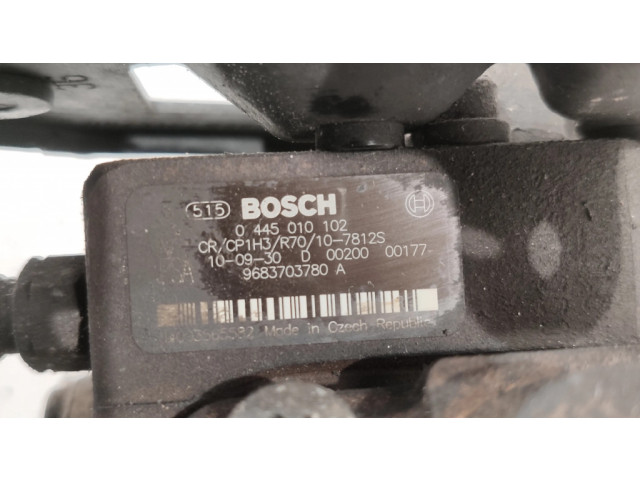 515 BOSCH
0 445 010 102
CR/CP1H3/R70/10-7812S
10-09-30 D 00200 00177
A 9683703780 A
Made in Czech Republic